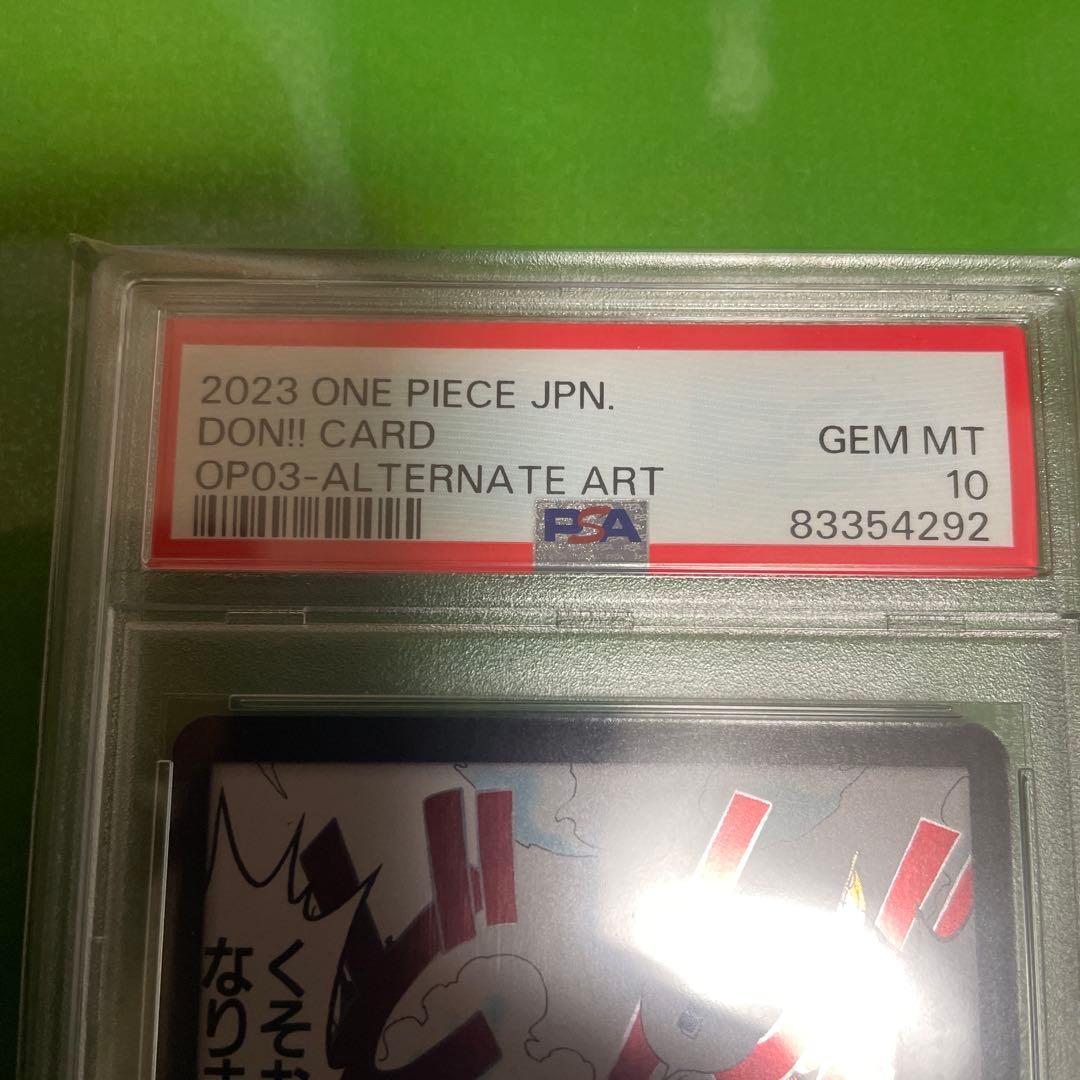 2023 ONE PIECE JPN.
DON!! CARD
OP03-ALTERNATE ART
GEM MT
10
83354292
PSA
くそ
なり